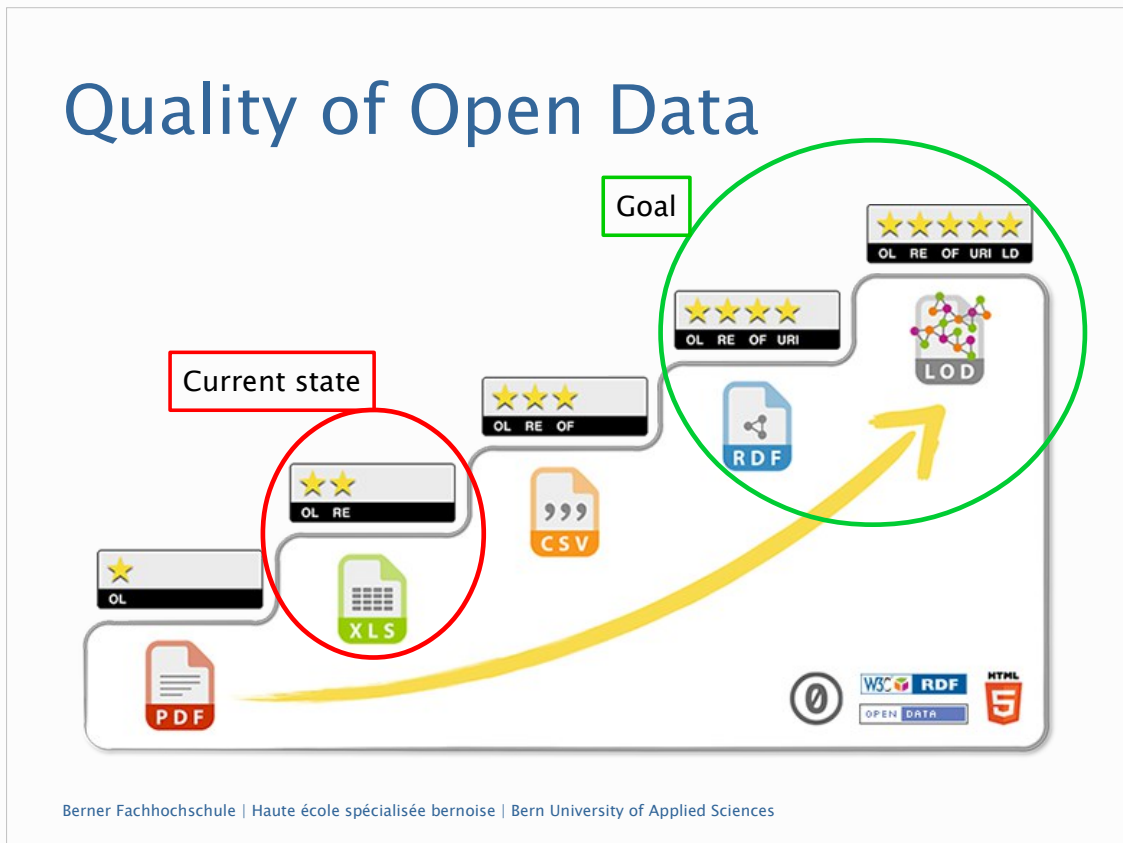 Quality of Open Data
Goal
OL RE OF URI LD
OL RE OF URI
LOD
Current state
OL RE OF
RDF
OL RE
CSV
OL
XLS
PDF
W3C RDF
OPEN DATA
HTML
5
0
Berner Fachhochschule | Haute école spécialisée bernoise | Bern University of Applied Sciences